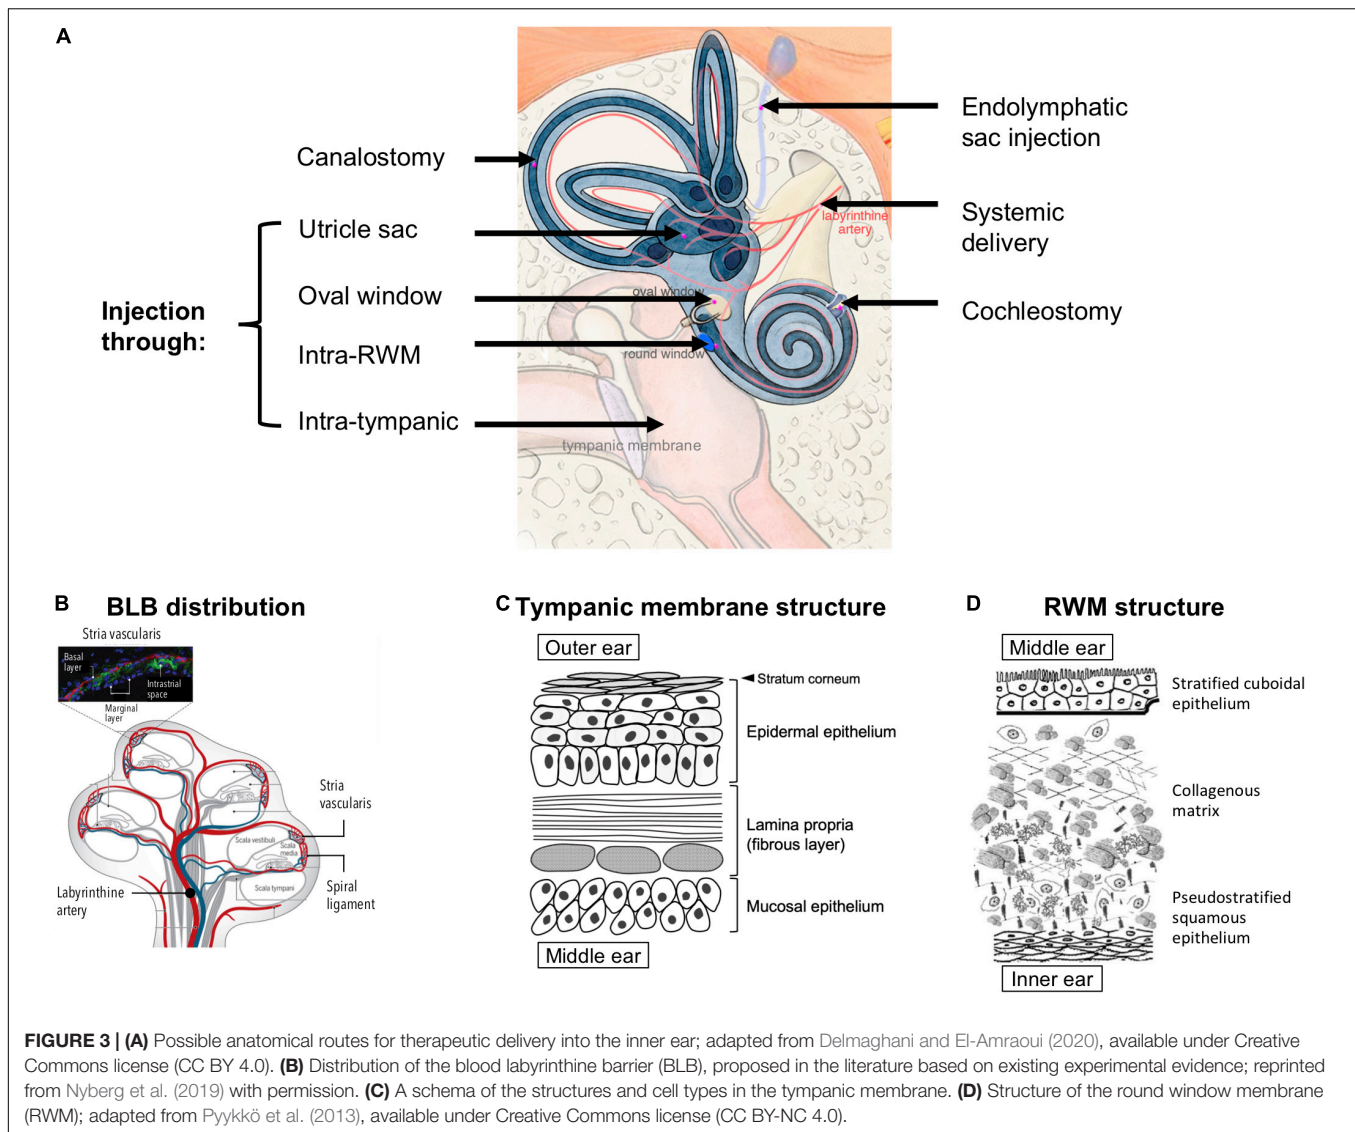 A
Canalostomy
Injection
through:
Utricle sac
Oval window
Intra-RWM
Intra-tympanic
labyrinthine
artery
oval window
round window
tympanic membrane
Endolymphatic
sac injection
Systemic
delivery
Cochleostomy
B BLB distribution
Stria vascularis
Basal
layer
Intrastrial
space
Marginal
layer
Stria
vascularis
Scala vestibuli
Scala
media
Scala tympani
Labyrinthine
artery
Spiral
ligament
C Tympanic membrane structure
Outer ear
Stratum corneum
Epidermal epithelium
Lamina propria
(fibrous layer)
Mucosal epithelium
Middle ear
D RWM structure
Middle ear
Stratified cuboidal
epithelium
Collagenous
matrix
Pseudostratified
squamous
epithelium
Inner ear
FIGURE 3 | (A) Possible anatomical routes for therapeutic delivery into the inner ear; adapted from Delmaghani and El-Amraoui (2020), available under Creative
Commons license (CC BY 4.0). (B) Distribution of the blood labyrinthine barrier (BLB), proposed in the literature based on existing experimental evidence; reprinted
from Nyberg et al. (2019) with permission. (C) A schema of the structures and cell types in the tympanic membrane. (D) Structure of the round window membrane
(RWM); adapted from Pyykkö et al. (2013), available under Creative Commons license (CC BY-NC 4.0).